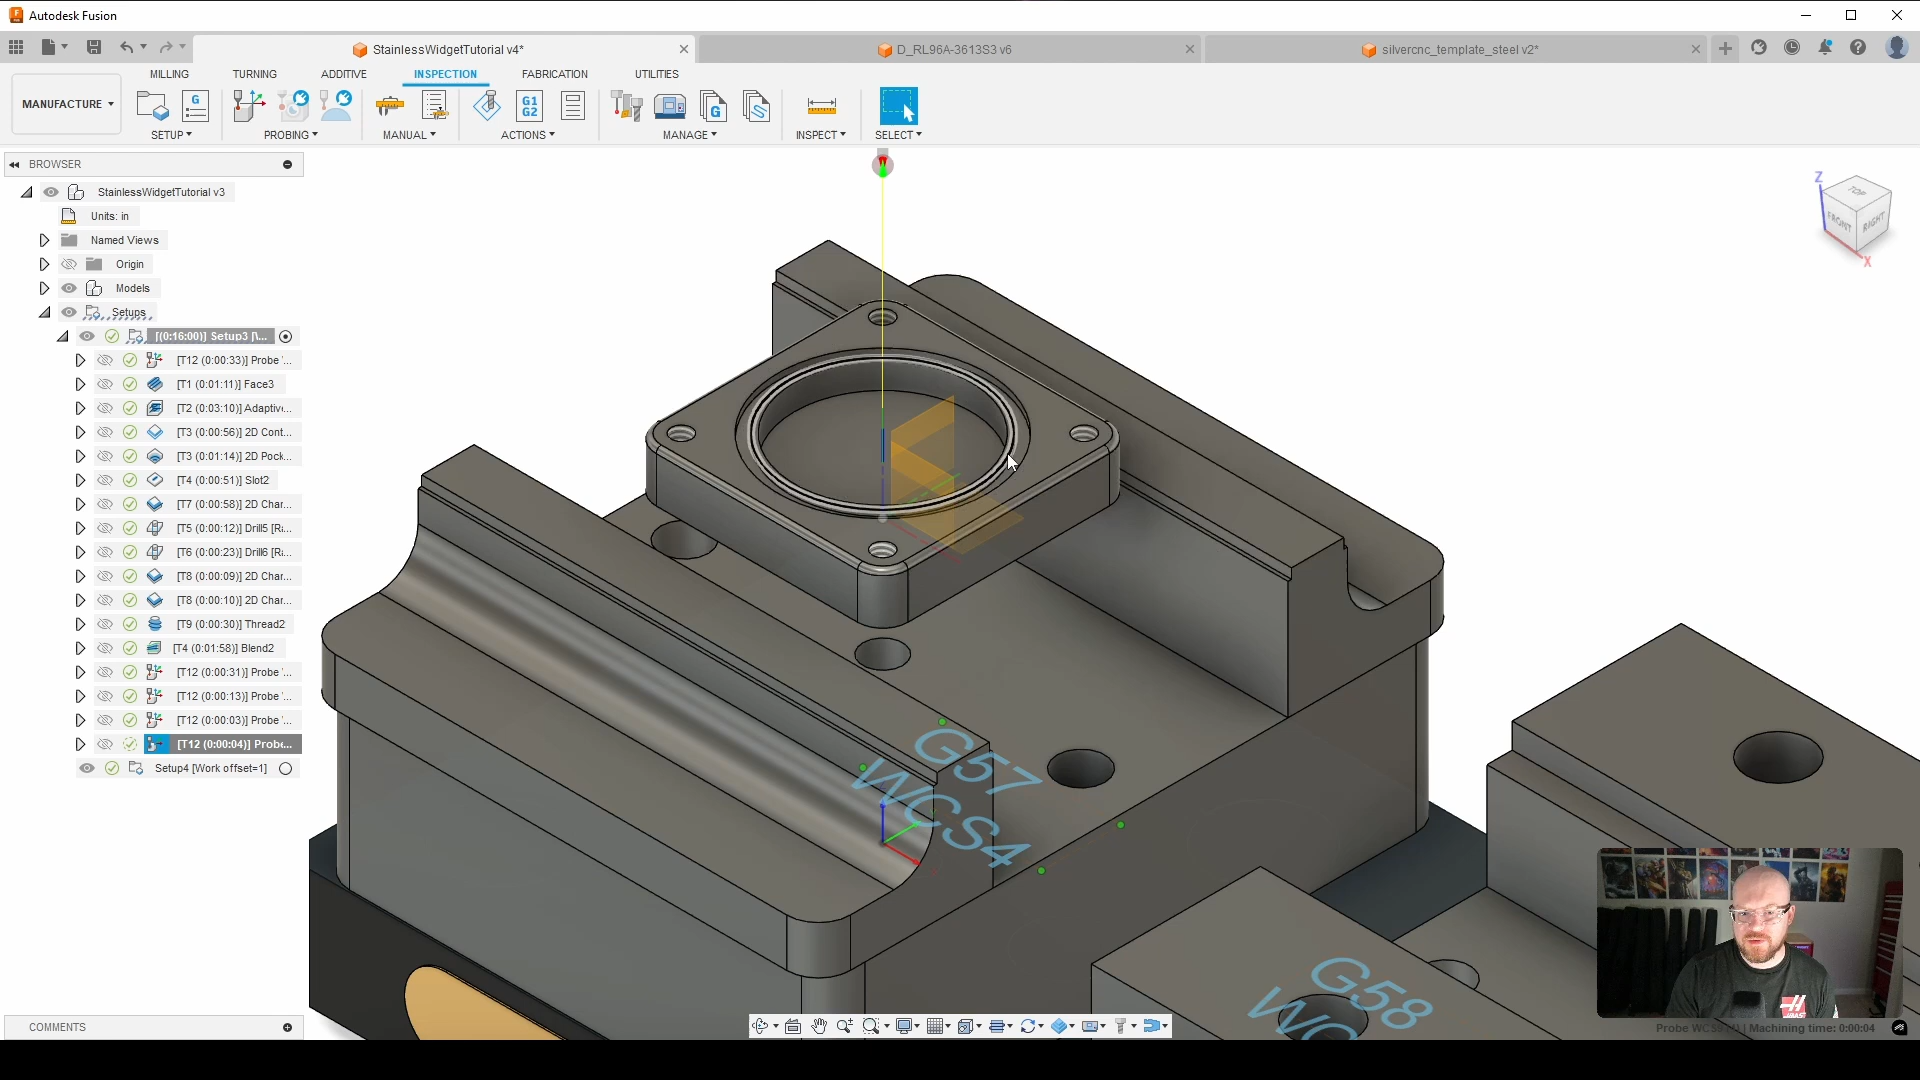 Autodesk Fusion
StainlessWidgetTutorial v4*
D_RL96A-3613S3 v6
silvercnc_template_steel v2*
MANUFACTURE
MILLING
TURNING
ADDITIVE
INSPECTION
FABRICATION
UTILITIES
G
G1
G2
G
SETUP
PROBING
MANUAL
ACTIONS
MANAGE
INSPECT
SELECT
BROWSER
StainlessWidgetTutorial v3
Units: in
Named Views
Origin
Models
Setups
[(0:16:00)] Setup3 [\...
[T12 (0:00:33)] Probe '...
[T1 (0:01:11)] Face3
[T2 (0:03:10)] Adaptiv...
[T3 (0:00:56)] 2D Cont...
[T3 (0:01:14)] 2D Pock...
[T4 (0:00:51)] Slot2
[T7 (0:00:58)] 2D Char...
[T5 (0:00:12)] Drill5 [Ri...
[T6 (0:00:23)] Drill6 [Ri...
[T8 (0:00:09)] 2D Char...
[T8 (0:00:10)] 2D Char...
[T9 (0:00:30)] Thread2
[T4 (0:01:58)] Blend2
[T12 (0:00:31)] Probe '...
[T12 (0:00:13)] Probe '...
[T12 (0:00:03)] Probe '...
[T12 (0:00:04)] Probe...
Setup4 [Work offset=1]
Z
TOP
FRONT
RIGHT
X
G57
WCS4
G58
WC
COMMENTS
Machining time: 0:00:04